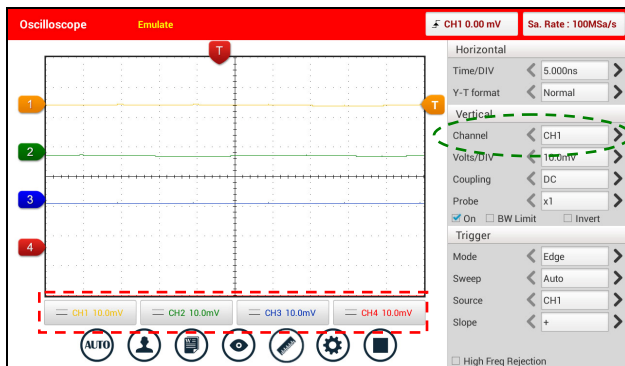 Oscilloscope Emulate CH1 0.00 mV Sa. Rate : 100MSa/s
T
Horizontal
Time/DIV 5.000ns
Y-T format Normal
1
T
Vertical
Channel CH1
2
Volts/DIV 10.0mV
Coupling DC
3
Probe x1
On BW Limit Invert
Trigger
4
Mode Edge
Sweep Auto
CH1 10.0mV CH2 10.0mV CH3 10.0mV CH4 10.0mV
Source CH1
Slope +
AUTO
High Freq Rejection